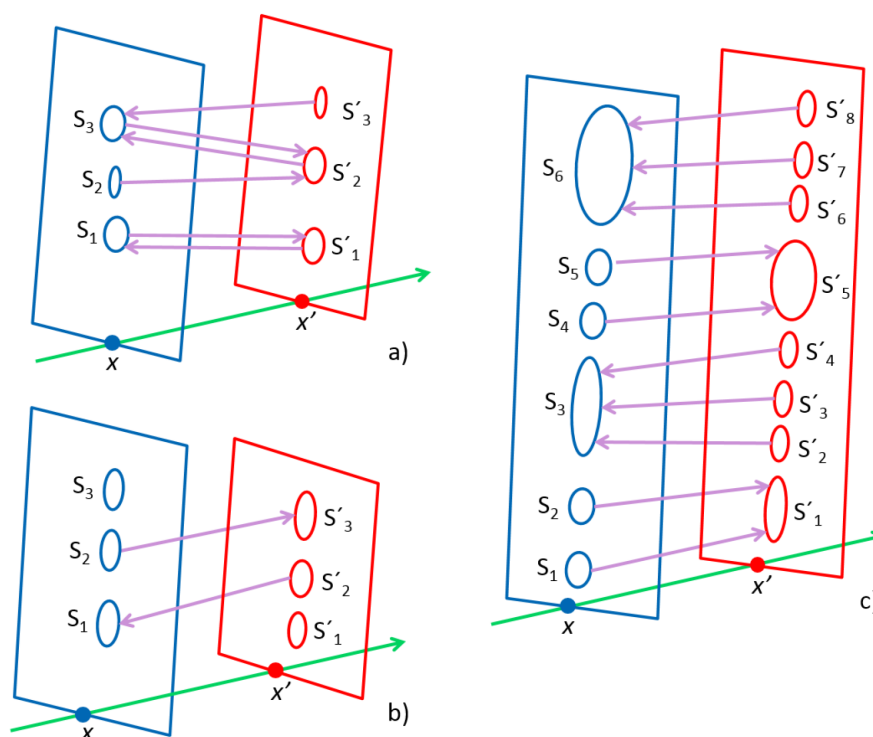 S₃
S′₃
S₂
S′₂
S₁
S′₁
x
x’
a)
S₃
S₂
S₁
S′₃
S′₂
S′₁
x
x’
b)
S₆
S₅
S₄
S₃
S₂
S₁
S′₈
S′₇
S′₆
S′₅
S′₄
S′₃
S′₂
S′₁
x
x’
c)